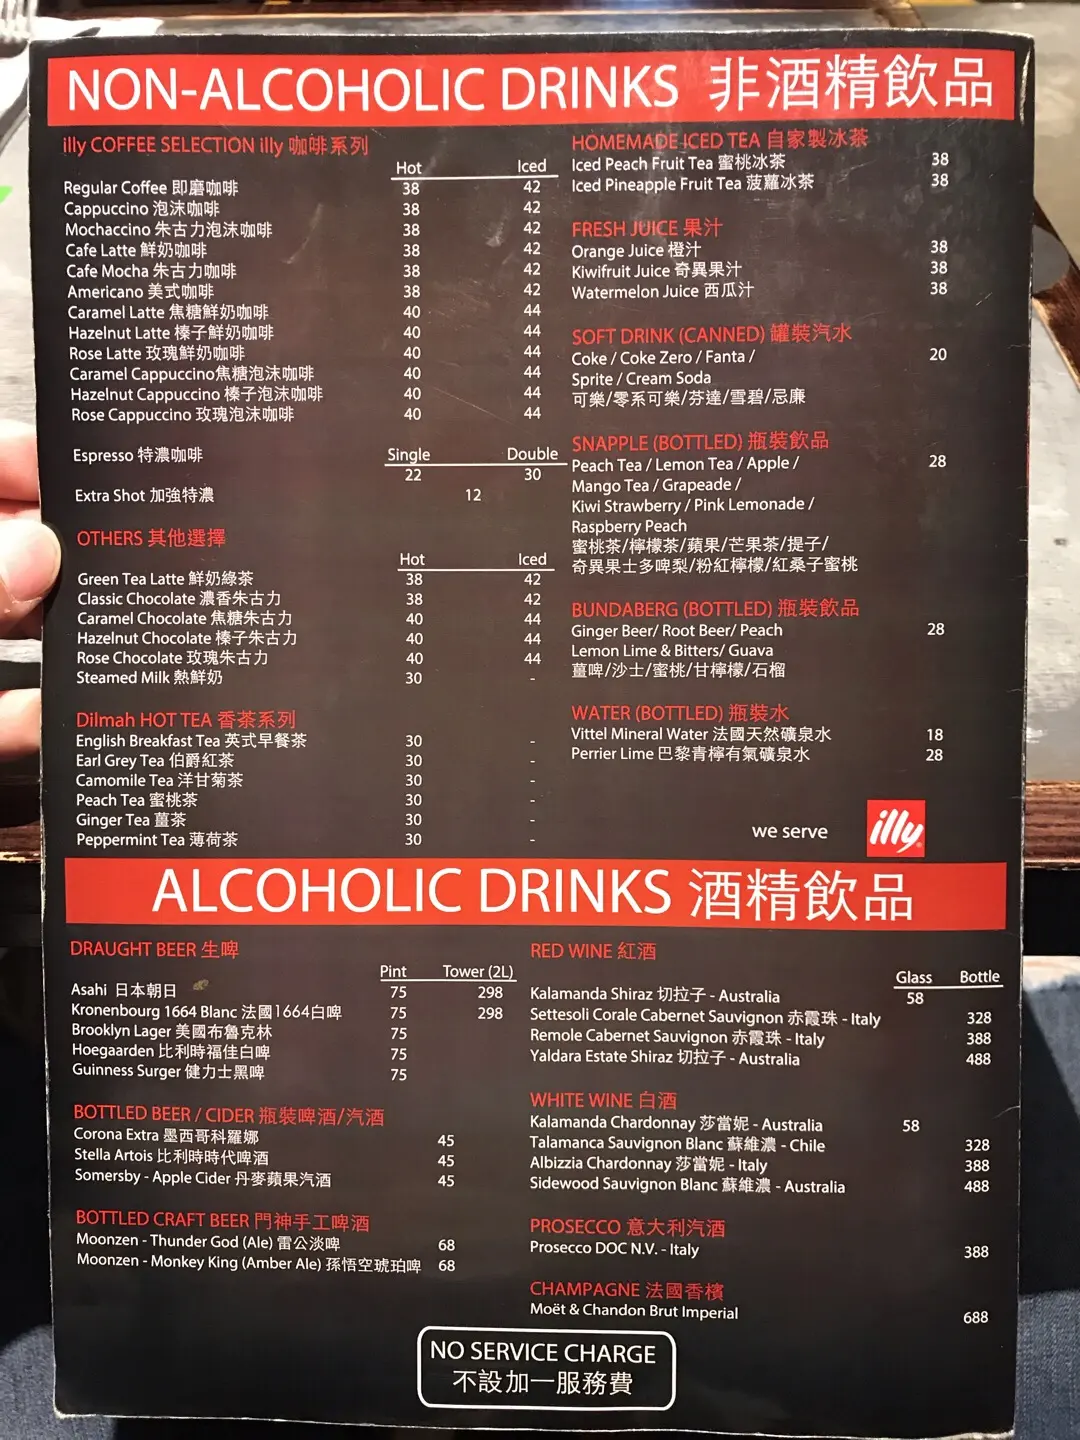 NON-ALCOHOLIC DRINKS 非酒精飲品
illy COFFEE SELECTION illy 咖啡系列
Hot Iced
Regular Coffee 即磨咖啡 38 42
Cappuccino 泡沫咖啡 38 42
Mochaccino 朱古力泡沫咖啡 38 42
Cafe Latte 鮮奶咖啡 38 42
Cafe Mocha 朱古力咖啡 38 42
Americano 美式咖啡 38 42
Caramel Latte 焦糖鮮奶咖啡 40 44
Hazelnut Latte 榛子鮮奶咖啡 40 44
Rose Latte 玫瑰鮮奶咖啡 40 44
Caramel Cappuccino焦糖泡沫咖啡 40 44
Hazelnut Cappuccino 榛子泡沫咖啡 40 44
Rose Cappuccino 玫瑰泡沫咖啡 40 44
Single Double
Espresso 特濃咖啡 22 30
Extra Shot 加強特濃 12
OTHERS 其他選擇
Hot Iced
Green Tea Latte 鮮奶綠茶 38 42
Classic Chocolate 濃香朱古力 38 42
Caramel Chocolate 焦糖朱古力 40 44
Hazelnut Chocolate 榛子朱古力 40 44
Rose Chocolate 玫瑰朱古力 40 44
Steamed Milk 熱鮮奶 30 -
Dilmah HOT TEA 香茶系列
English Breakfast Tea 英式早餐茶 30 -
Earl Grey Tea 伯爵紅茶 30 -
Camomile Tea 洋甘菊茶 30 -
Peach Tea 蜜桃茶 30 -
Ginger Tea 薑茶 30 -
Peppermint Tea 薄荷茶 30 -
HOMEMADE ICED TEA 自家製冰茶
Iced Peach Fruit Tea 蜜桃冰茶 38
Iced Pineapple Fruit Tea 菠蘿冰茶 38
FRESH JUICE 果汁
Orange Juice 橙汁 38
Kiwifruit Juice 奇異果汁 38
Watermelon Juice 西瓜汁 38
SOFT DRINK (CANNED) 罐裝汽水
Coke / Coke Zero / Fanta / 20
Sprite / Cream Soda
可樂/零系可樂/芬達/雪碧/忌廉
SNAPPLE (BOTTLED) 瓶裝飲品
Peach Tea / Lemon Tea / Apple / 28
Mango Tea / Grapeade /
Kiwi Strawberry / Pink Lemonade /
Raspberry Peach
蜜桃茶/檸檬茶/蘋果/芒果茶/提子/
奇異果士多啤梨/粉紅檸檬/紅桑子蜜桃
BUNDABERG (BOTTLED) 瓶裝飲品
Ginger Beer/ Root Beer/ Peach 28
Lemon Lime & Bitters/ Guava
薑啤/沙士/蜜桃/甘檸檬/石榴
WATER (BOTTLED) 瓶裝水
Vittel Mineral Water 法國天然礦泉水 18
Perrier Lime 巴黎青檸有氣礦泉水 28
we serve illy
ALCOHOLIC DRINKS 酒精飲品
DRAUGHT BEER 生啤
Pint Tower (2L)
Asahi 日本朝日 75 298
Kronenbourg 1664 Blanc 法國1664白啤 75 298
Brooklyn Lager 美國布魯克林 75
Hoegaarden 比利時福佳白啤 75
Guinness Surger 健力士黑啤 75
BOTTLED BEER / CIDER 瓶裝啤酒/汽酒
Corona Extra 墨西哥科羅娜 45
Stella Artois 比利時時代啤酒 45
Somersby - Apple Cider 丹麥蘋果汽酒 45
BOTTLED CRAFT BEER 門神手工啤酒
Moonzen - Thunder God (Ale) 雷公淡啤 68
Moonzen - Monkey King (Amber Ale) 孫悟空琥珀啤 68
RED WINE 紅酒
Glass Bottle
Kalamanda Shiraz 切拉子 - Australia 58
Settesoli Corale Cabernet Sauvignon 赤霞珠 - Italy 328
Remole Cabernet Sauvignon 赤霞珠 - Italy 388
Yaldara Estate Shiraz 切拉子 - Australia 488
WHITE WINE 白酒
Kalamanda Chardonnay 莎當妮 - Australia 58
Talamanca Sauvignon Blanc 蘇維濃 - Chile 328
Albizzia Chardonnay 莎當妮 - Italy 388
Sidewood Sauvignon Blanc 蘇維濃 - Australia 488
PROSECCO 意大利汽酒
Prosecco DOC N.V. - Italy 388
CHAMPAGNE 法國香檳
Moët & Chandon Brut Imperial 688
NO SERVICE CHARGE
不設加一服務費